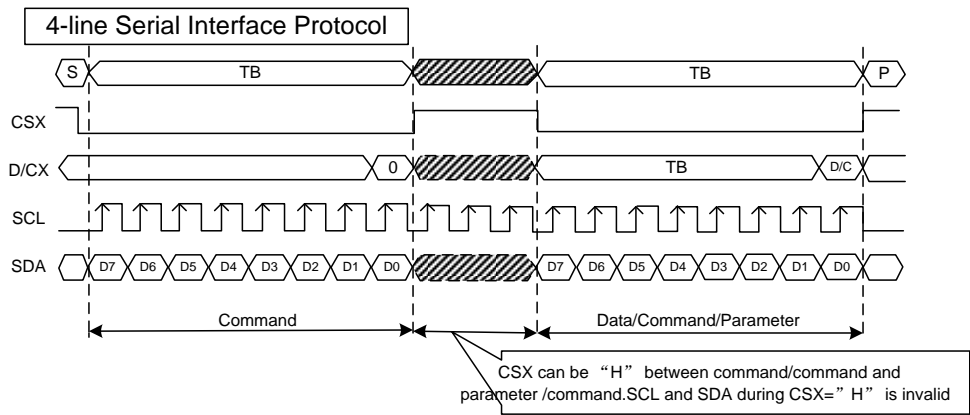 4-line Serial Interface Protocol
S TB TB P
CSX
D/CX 0 TB D/C
SCL
SDA D7 D6 D5 D4 D3 D2 D1 D0 D7 D6 D5 D4 D3 D2 D1 D0
Command Data/Command/Parameter
CSX can be “H” between command/command and
parameter /command.SCL and SDA during CSX=”H” is invalid